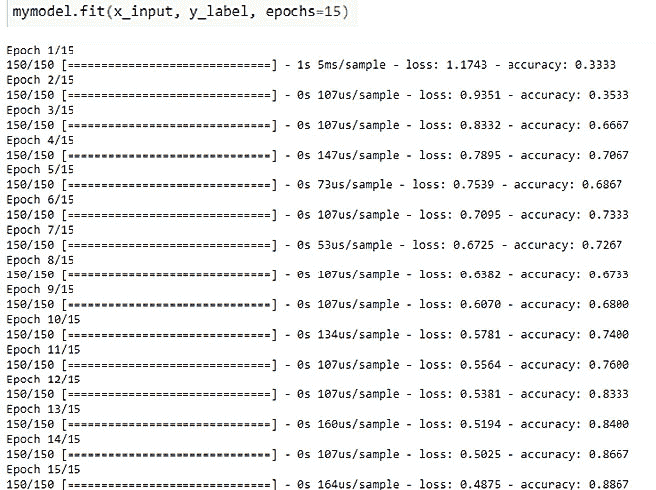 mymodel.fit(x_input, y_label, epochs=15)
Epoch 1/15
150/150 [==============================] - 1s 5ms/sample - loss: 1.1743 - accuracy: 0.3333
Epoch 2/15
150/150 [==============================] - 0s 107us/sample - loss: 0.9351 - accuracy: 0.3533
Epoch 3/15
150/150 [==============================] - 0s 107us/sample - loss: 0.8332 - accuracy: 0.6667
Epoch 4/15
150/150 [==============================] - 0s 147us/sample - loss: 0.7895 - accuracy: 0.7067
Epoch 5/15
150/150 [==============================] - 0s 73us/sample - loss: 0.7539 - accuracy: 0.6867
Epoch 6/15
150/150 [==============================] - 0s 107us/sample - loss: 0.7095 - accuracy: 0.7333
Epoch 7/15
150/150 [==============================] - 0s 53us/sample - loss: 0.6725 - accuracy: 0.7267
Epoch 8/15
150/150 [==============================] - 0s 107us/sample - loss: 0.6382 - accuracy: 0.6733
Epoch 9/15
150/150 [==============================] - 0s 107us/sample - loss: 0.6070 - accuracy: 0.6800
Epoch 10/15
150/150 [==============================] - 0s 134us/sample - loss: 0.5781 - accuracy: 0.7400
Epoch 11/15
150/150 [==============================] - 0s 107us/sample - loss: 0.5564 - accuracy: 0.7600
Epoch 12/15
150/150 [==============================] - 0s 107us/sample - loss: 0.5381 - accuracy: 0.8333
Epoch 13/15
150/150 [==============================] - 0s 160us/sample - loss: 0.5194 - accuracy: 0.8400
Epoch 14/15
150/150 [==============================] - 0s 107us/sample - loss: 0.5025 - accuracy: 0.8667
Epoch 15/15
150/150 [==============================] - 0s 164us/sample - loss: 0.4875 - accuracy: 0.8867